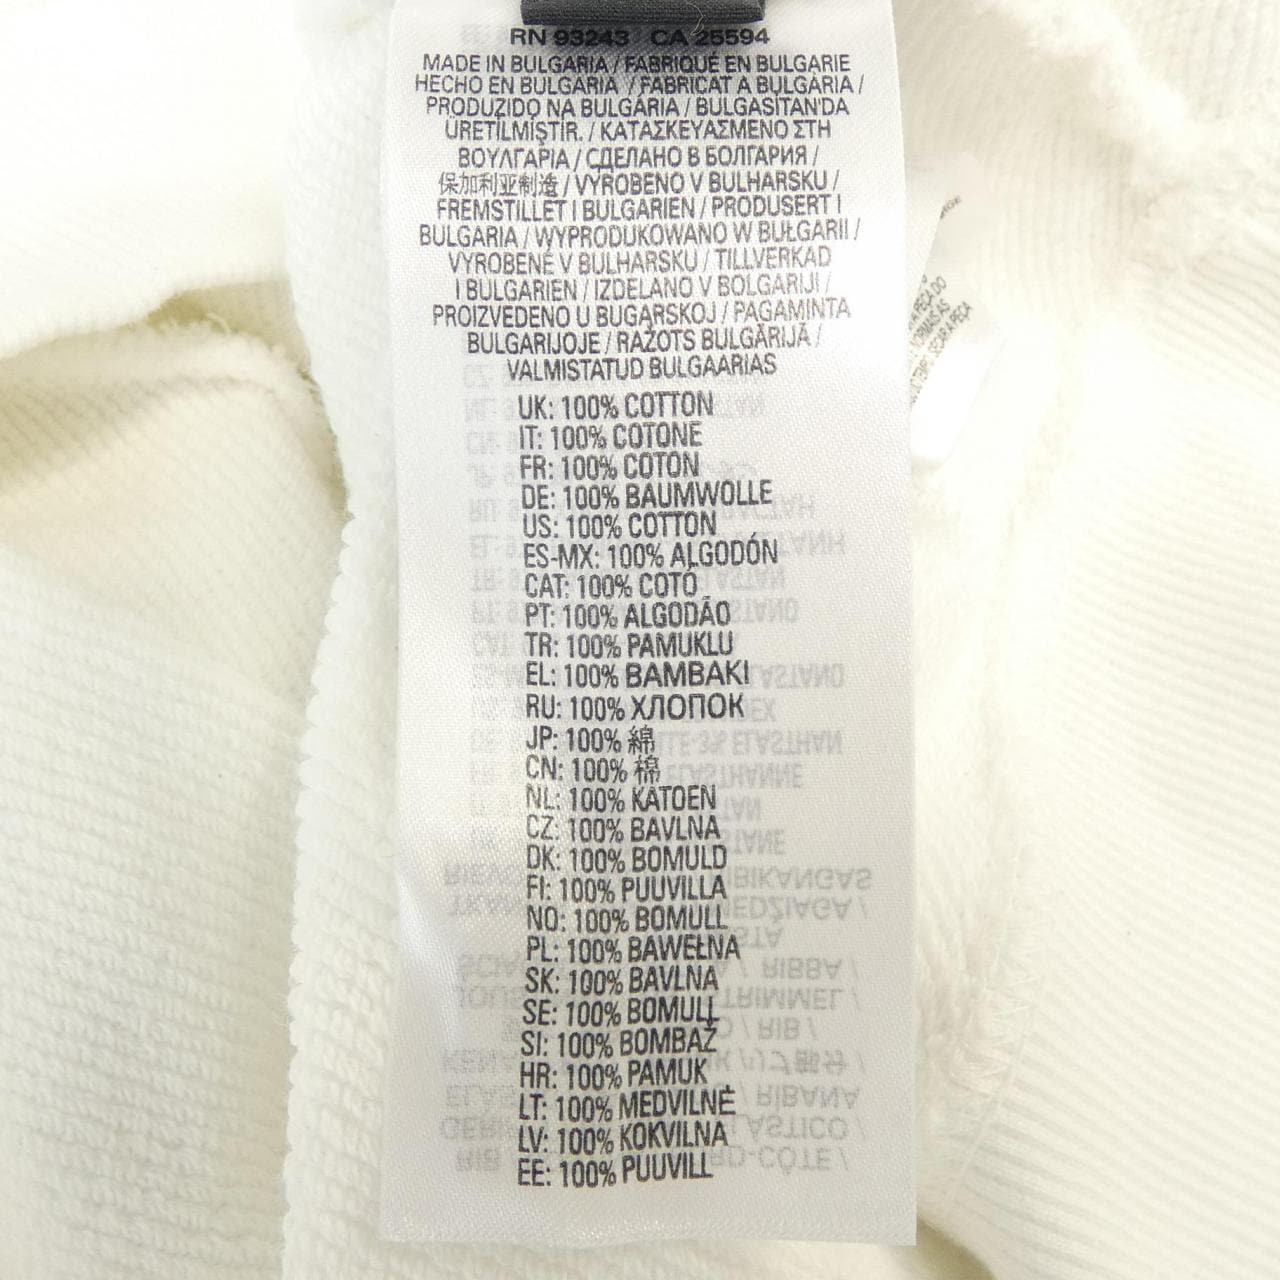 RN 93243 CA 25594
MADE IN BULGARIA / FABRIQUÉ EN BULGARIE
HECHO EN BULGARIA / FABRICAT A BULGÀRIA /
PRODUZIDO NA BULGÁRIA / BULGASİTAN'DA
ÜRETİLMİŞTİR. / ΚΑΤΑΣΚΕΥΑΣΜΕΝΟ ΣΤΗ
ΒΟΥΛΓΑΡΙΑ / СДЕЛАНО В БОЛГАРИЯ /
保加利亚制造 / VYROBENO V BULHARSKU /
FREMSTILLET I BULGARIEN / PRODUSERT I
BULGARIA / WYPRODUKOWANO W BUŁGARII /
VYROBENÉ V BULHARSKU / TILLVERKAD
I BULGARIEN / IZDELANO V BOLGARIJI /
PROIZVEDENO U BUGARSKOJ / PAGAMINTA
BULGARIJOJE / RAŽOTS BULGĀRIJĀ /
VALMISTATUD BULGAARIAS
UK: 100% COTTON
IT: 100% COTONE
FR: 100% COTON
DE: 100% BAUMWOLLE
US: 100% COTTON
ES-MX: 100% ALGODÓN
CAT: 100% COTÓ
PT: 100% ALGODÃO
TR: 100% PAMUKLU
EL: 100% ΒΑΜΒΑΚΙ
RU: 100% ХЛОПОК
JP: 100% 綿
CN: 100% 棉
NL: 100% KATOEN
CZ: 100% BAVLNA
DK: 100% BOMULD
FI: 100% PUUVILLA
NO: 100% BOMULL
PL: 100% BAWEŁNA
SK: 100% BAVLNA
SE: 100% BOMULL
SI: 100% BOMBAŽ
HR: 100% PAMUK
LT: 100% MEDVILNĖ
LV: 100% KOKVILNA
EE: 100% PUUVILL